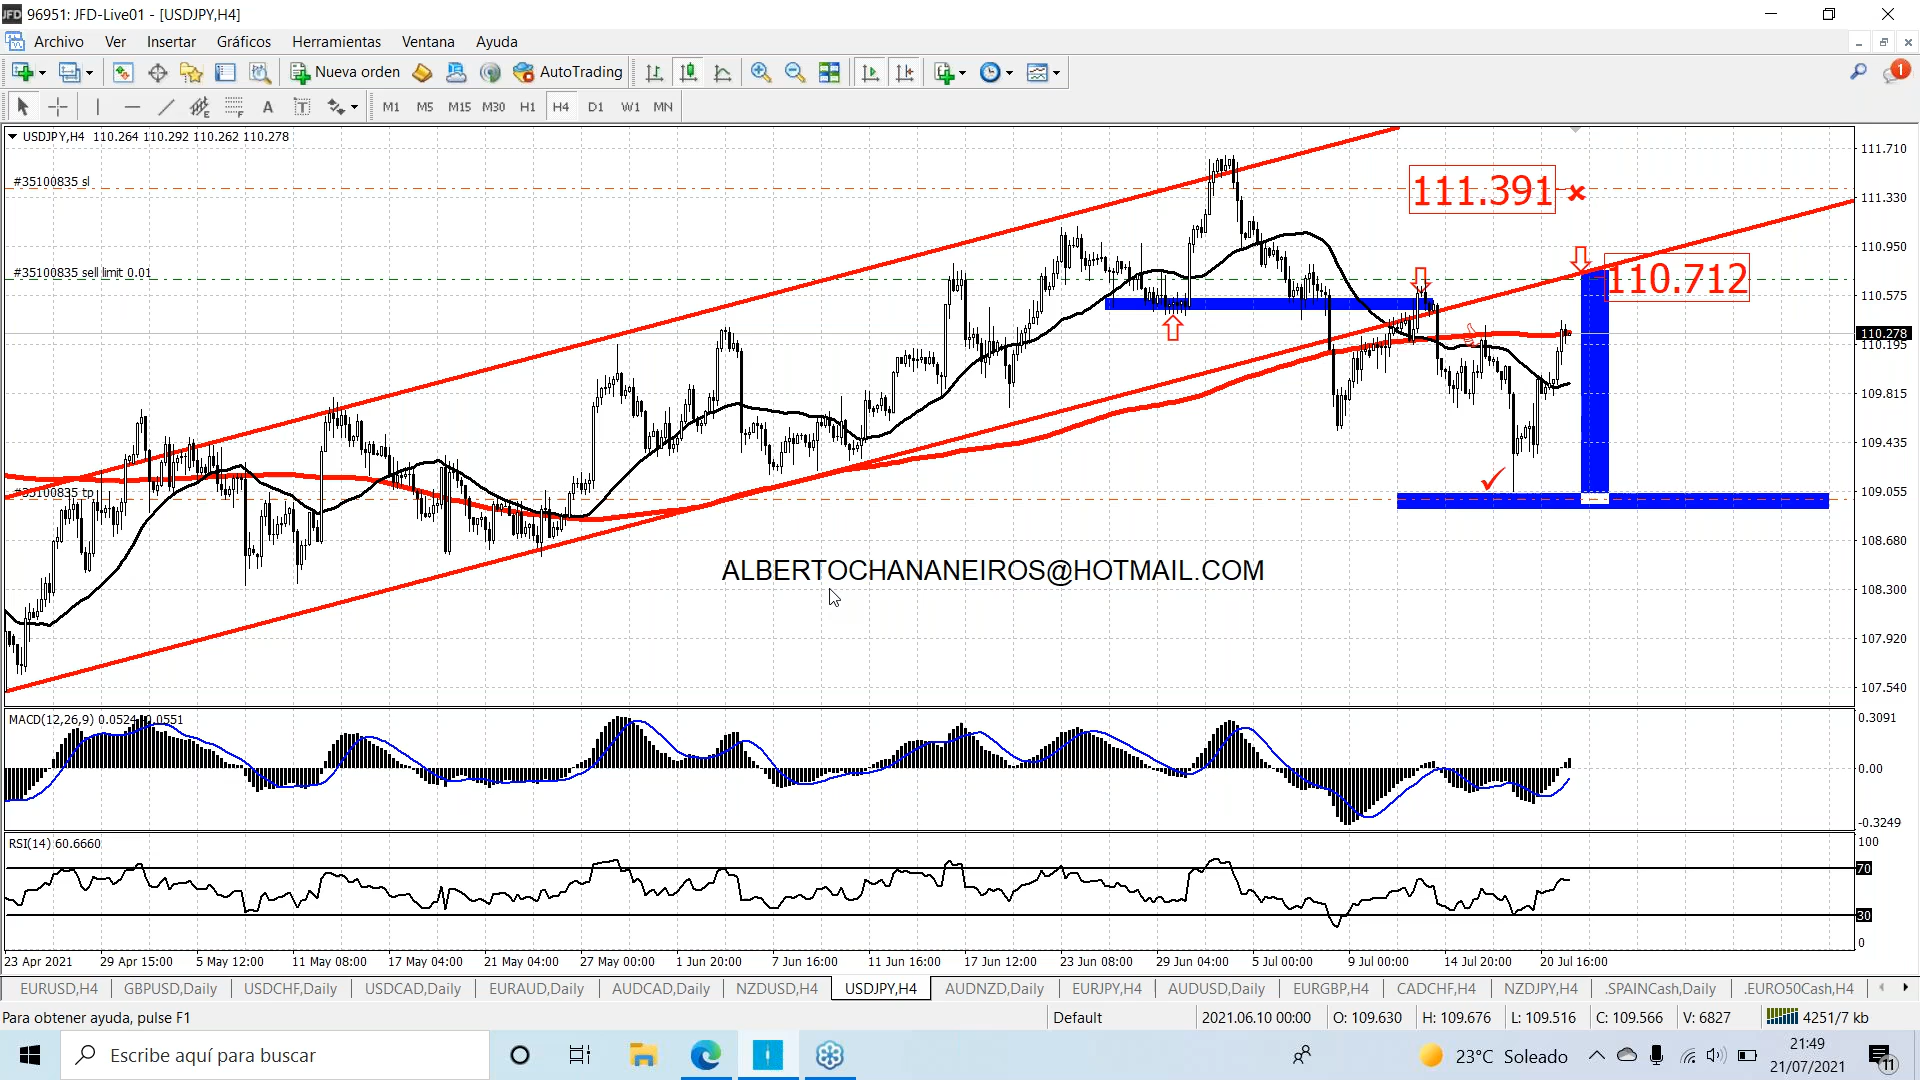 96951: JFD-Live01 - [USDJPY,H4]
Archivo Ver Insertar Gráficos Herramientas Ventana Ayuda
Nueva orden AutoTrading 1
A T M1 M5 M15 M30 H1 H4 D1 W1 MN
USDJPY,H4 110.264 110.292 110.262 110.278
111.710
#35100835 sl
111.391
111.330
110.950
#35100835 sell limit 0.01
110.712
110.575
110.278
110.195
109.815
109.435
#35100835 tp
109.055
108.680
ALBERTOCHANANEIROS@HOTMAIL.COM
108.300
107.920
107.540
MACD(12,26,9) 0.0524 -0.0551
0.3091
0.00
-0.3249
RSI(14) 60.6660
100
70
30
0
23 Apr 2021 29 Apr 15:00 5 May 12:00 11 May 08:00 17 May 04:00 21 May 04:00 27 May 00:00 1 Jun 20:00 7 Jun 16:00 11 Jun 16:00 17 Jun 12:00 23 Jun 08:00 29 Jun 04:00 5 Jul 00:00 9 Jul 00:00 14 Jul 20:00 20 Jul 16:00
EURUSD,H4 GBPUSD,Daily USDCHF,Daily USDCAD,Daily EURAUD,Daily AUDCAD,Daily NZDUSD,H4 USDJPY,H4 AUDNZD,Daily EURJPY,H4 AUDUSD,Daily EURGBP,H4 CADCHF,H4 NZDJPY,H4 .SPAINCash,Daily .EURO50Cash,H4
Para obtener ayuda, pulse F1 Default 2021.06.10 00:00 O: 109.630 H: 109.676 L: 109.516 C: 109.566 V: 6827 4251/7 kb
Escribe aquí para buscar 23°C Soleado 21:49
21/07/2021 11